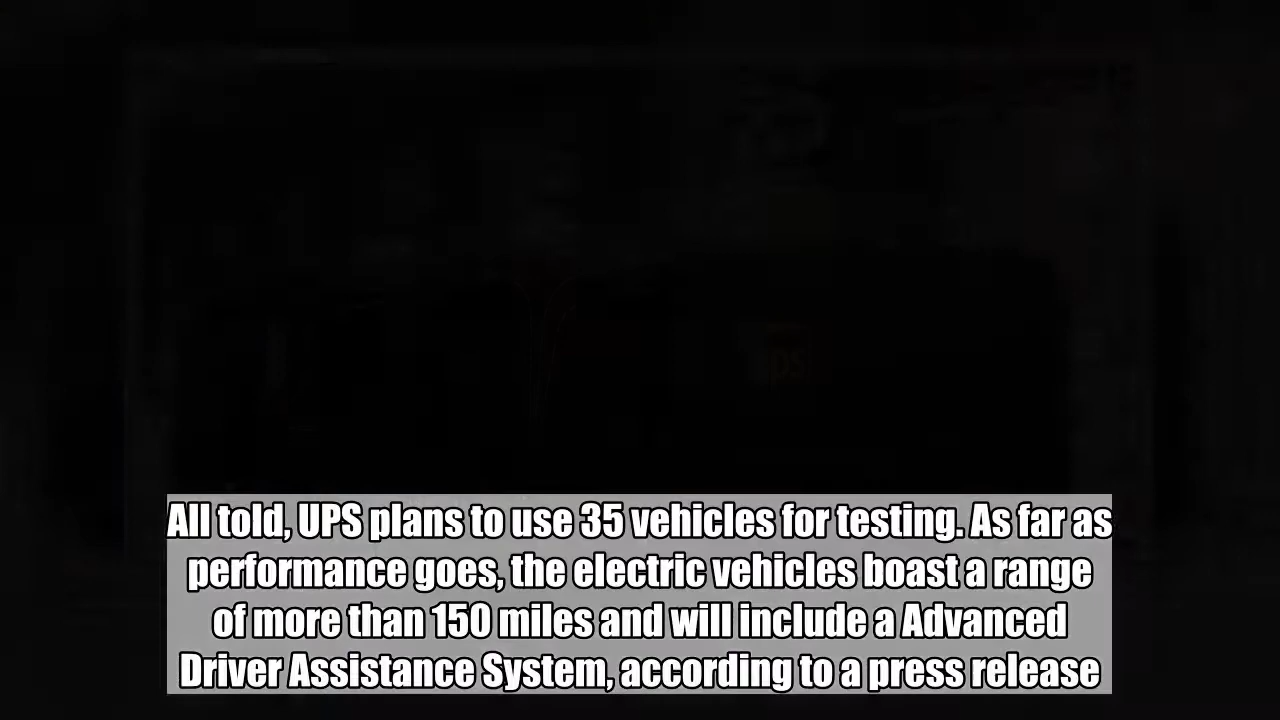 All told, UPS plans to use 35 vehicles for testing. As far as
performance goes, the electric vehicles boast a range
of more than 150 miles and will include a Advanced
Driver Assistance System, according to a press release